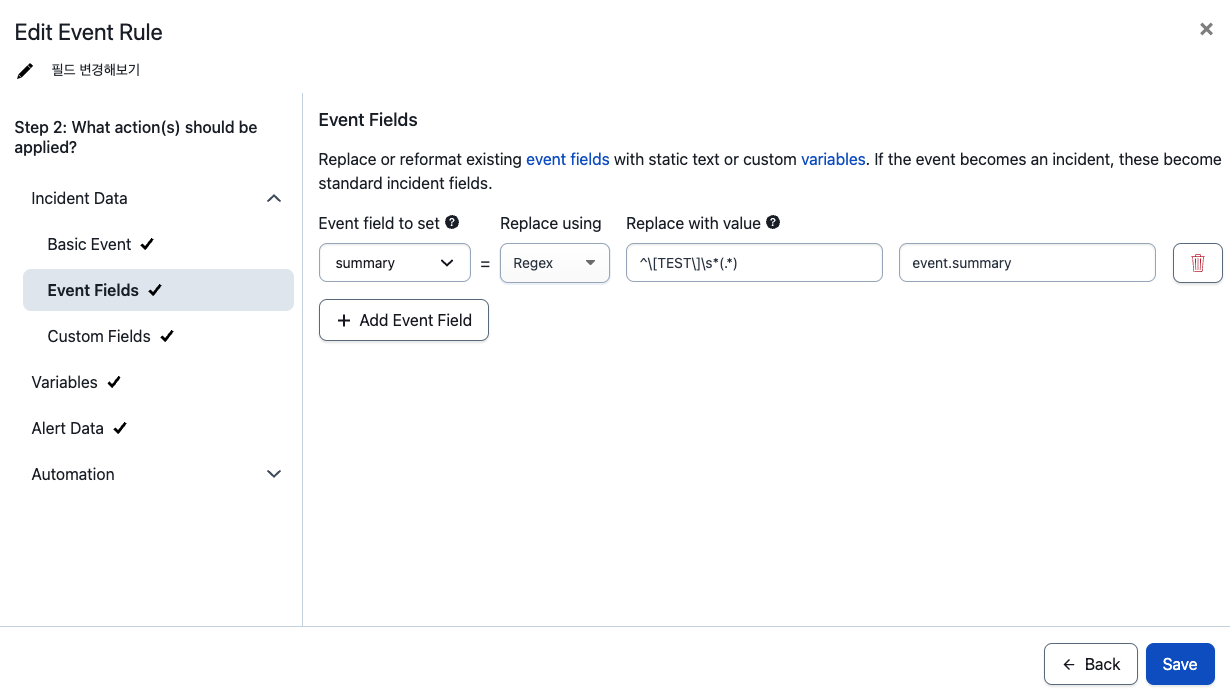 Edit Event Rule
필드 변경해보기
Step 2: What action(s) should be
applied?
Incident Data
Basic Event
Event Fields
Custom Fields
Variables
Alert Data
Automation
Event Fields
Replace or reformat existing event fields with static text or custom variables. If the event becomes an incident, these become
standard incident fields.
Event field to set ? Replace using Replace with value ?
summary = Regex ^\[TEST\]\s*(.*) event.summary
+ Add Event Field
← Back Save